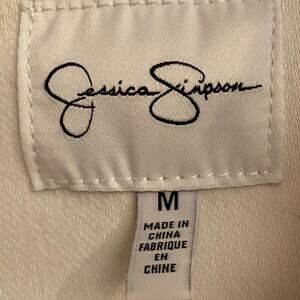 Jessica Simpson
M
MADE IN
CHINA
FABRIQUE
EN
CHINE